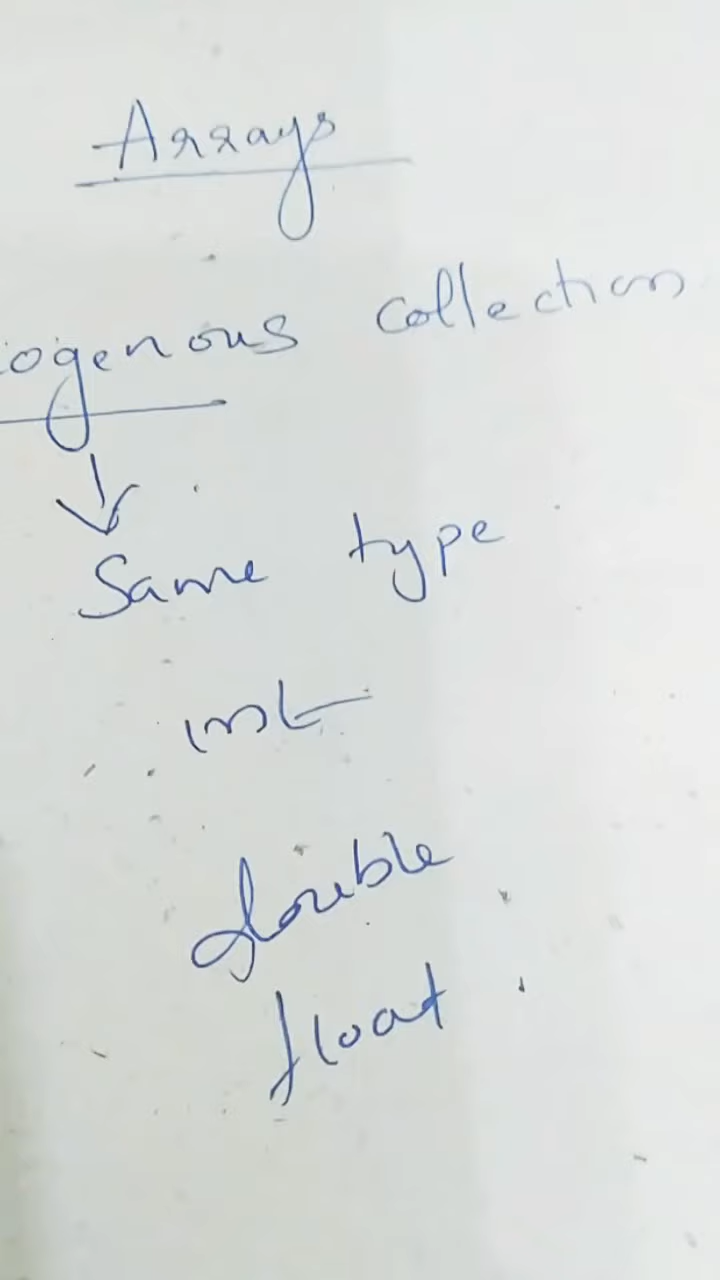 Arrays
ogenous collection
Same type
int
double
float